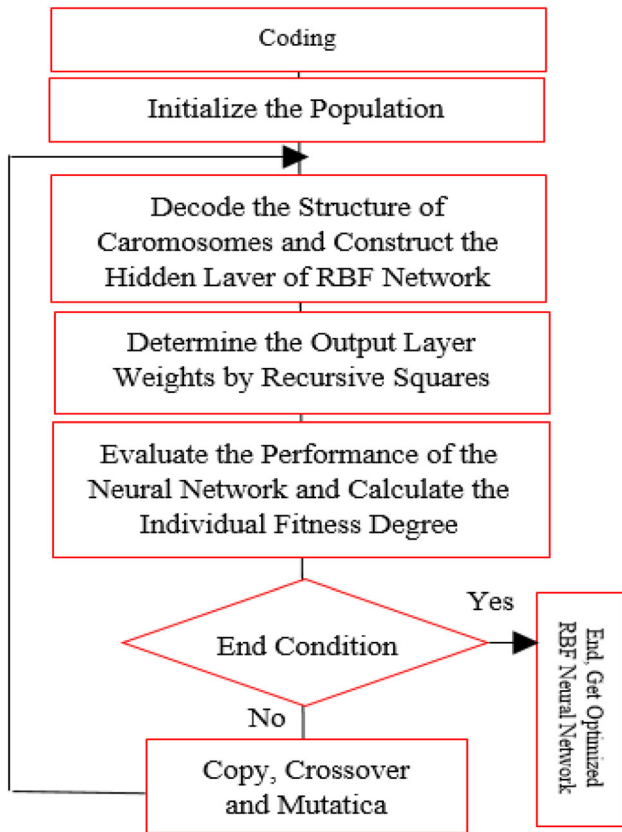 Coding
Initialize the Population
Decode the Structure of
Caromosomes and Construct the
Hidden Laver of RBF Network
Determine the Output Layer
Weights by Recursive Squares
Evaluate the Performance of the
Neural Network and Calculate the
Individual Fitness Degree
End Condition
Yes
End, Get Optimized
RBF Neural Network
No
Copy, Crossover
and Mutatica